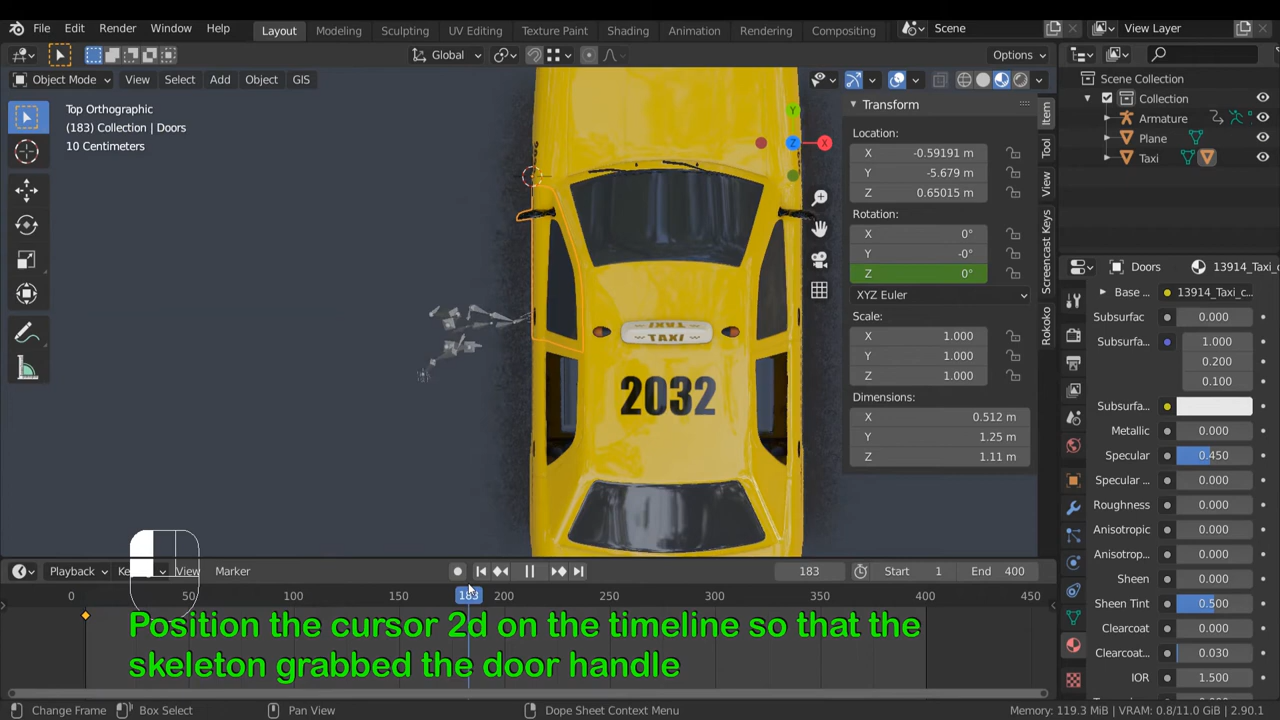 File Edit Render Window Help Layout Modeling Sculpting UV Editing Texture Paint Shading Animation Rendering Compositing Scene View Layer
Global Options
Object Mode View Select Add Object GIS
Top Orthographic
(183) Collection | Doors
10 Centimeters
Y
Z X
TAXI
TAXI
2032
Transform
Location:
X -0.59191 m
Y -5.679 m
Z 0.65015 m
Rotation:
X 0°
Y -0°
Z 0°
XYZ Euler
Scale:
X 1.000
Y 1.000
Z 1.000
Dimensions:
X 0.512 m
Y 1.25 m
Z 1.11 m
Item
Tool
View
Screencast Keys
Rokoko
Scene Collection
Collection
Armature
Plane
Taxi
Doors 13914_Taxi_c
Base ... 13914_Taxi_c...
Subsurfac 0.000
Subsurfa... 1.000
0.200
0.100
Subsurfa...
Metallic 0.000
Specular 0.450
Specular ... 0.000
Roughness 0.000
Anisotropic 0.000
Anisotrop... 0.000
Sheen 0.000
Sheen Tint 0.500
Clearcoat 0.000
Clearcoat... 0.030
IOR 1.500
Playback View Marker 183 Start 1 End 400
0 50 100 150 183 200 250 300 350 400 450
Position the cursor 2d on the timeline so that the
skeleton grabbed the door handle
Change Frame Box Select Pan View Dope Sheet Context Menu Memory: 119.3 MiB | VRAM: 0.8/11.0 GiB | 2.90.1